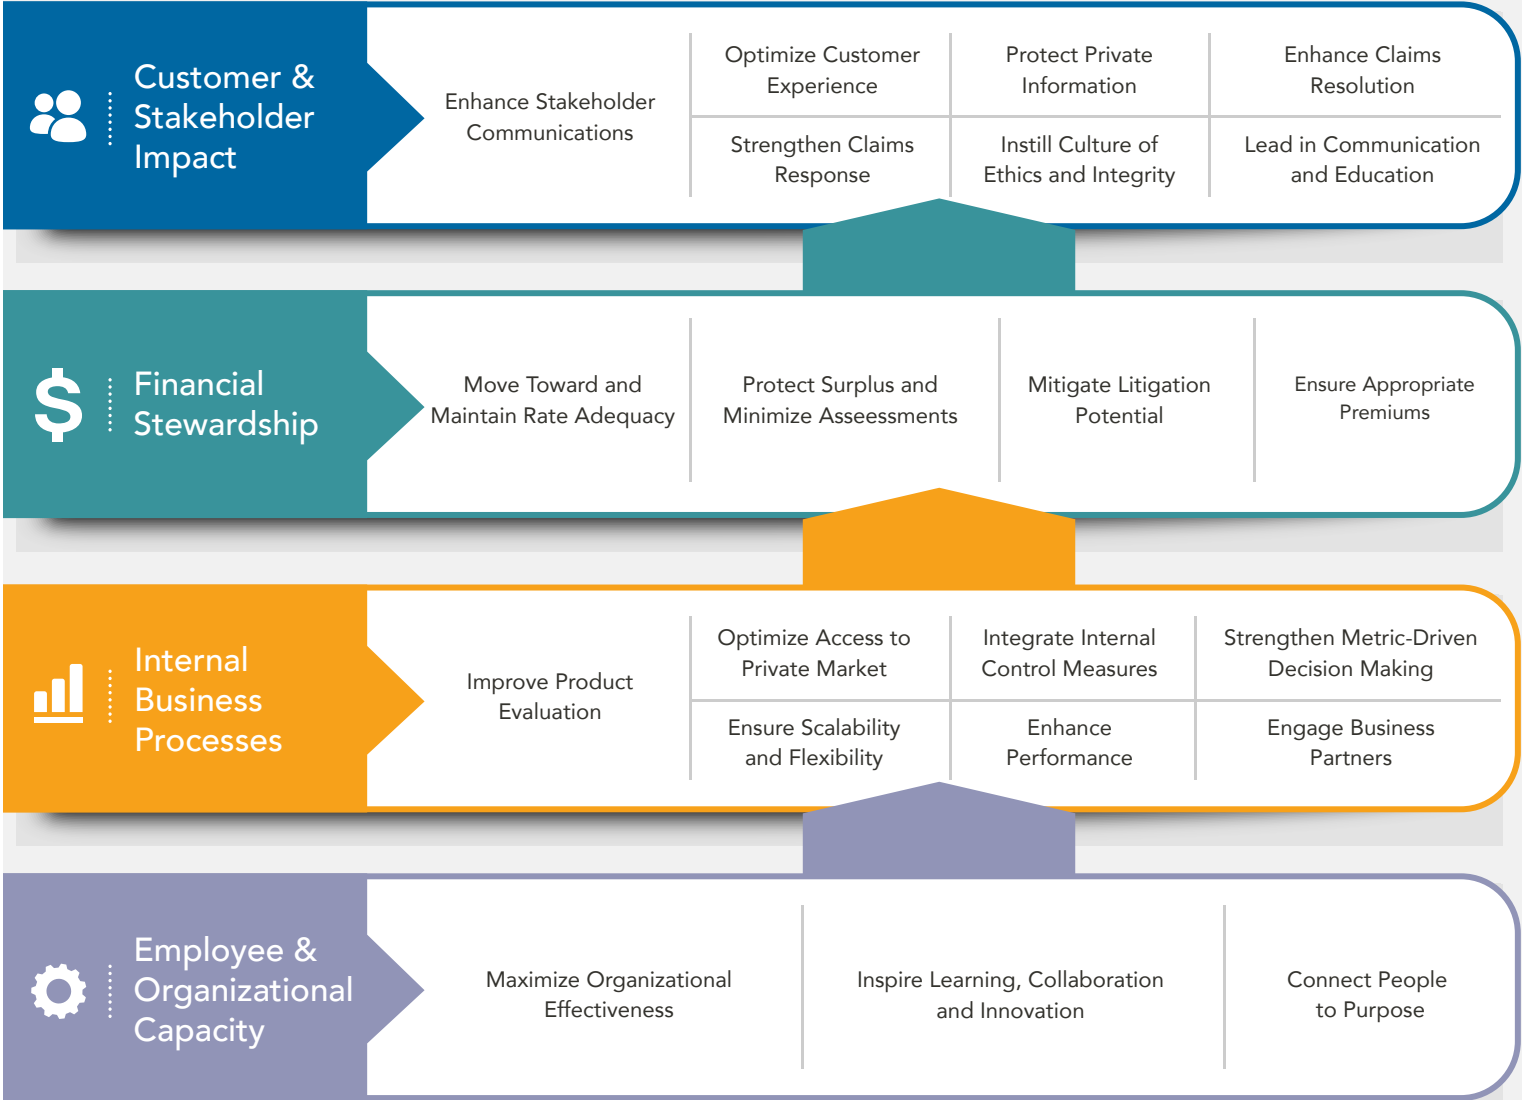 Customer &
Stakeholder
Impact
Enhance Stakeholder
Communications
Optimize Customer
Experience
Protect Private
Information
Enhance Claims
Resolution
Strengthen Claims
Response
Instill Culture of
Ethics and Integrity
Lead in Communication
and Education
$
Financial
Stewardship
Move Toward and
Maintain Rate Adequacy
Protect Surplus and
Minimize Asseessments
Mitigate Litigation
Potential
Ensure Appropriate
Premiums
Internal
Business
Processes
Improve Product
Evaluation
Optimize Access to
Private Market
Integrate Internal
Control Measures
Strengthen Metric-Driven
Decision Making
Ensure Scalability
and Flexibility
Enhance
Performance
Engage Business
Partners
Employee &
Organizational
Capacity
Maximize Organizational
Effectiveness
Inspire Learning, Collaboration
and Innovation
Connect People
to Purpose